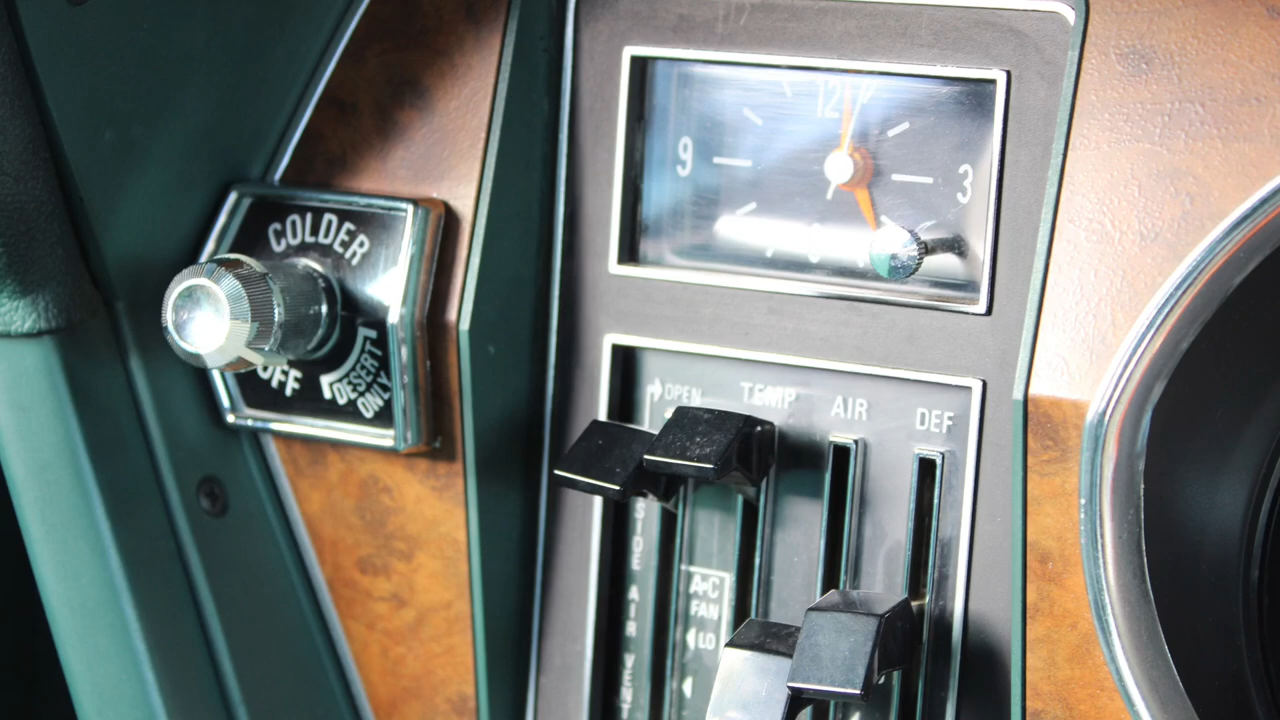 COLDER
OFF
DESERT
ONLY
12
9
3
OPEN
TEMP
AIR
DEF
SIDE AIR VENT
A-C
FAN
LO